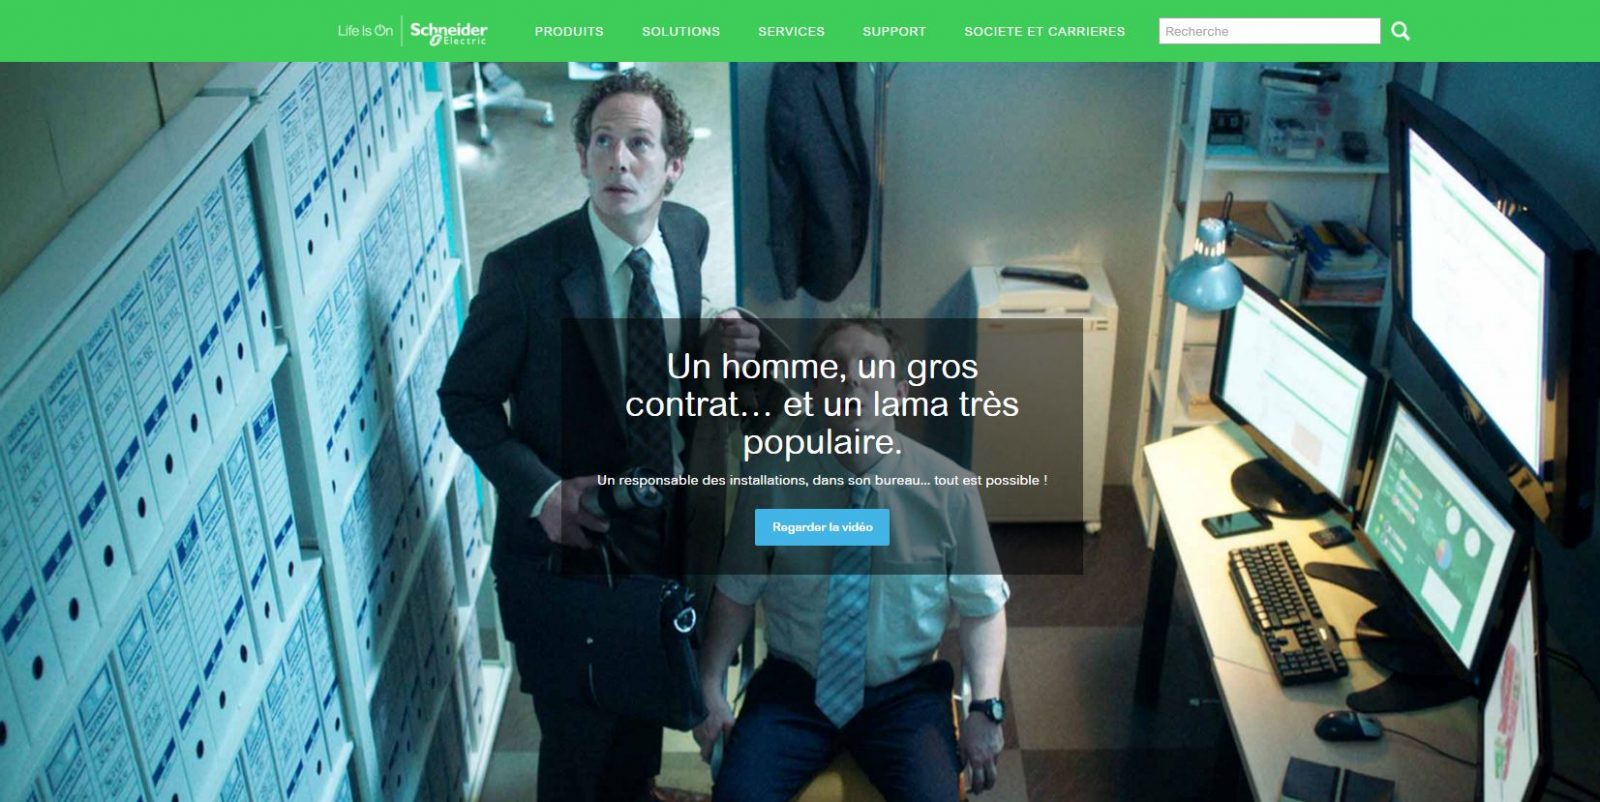 Life Is On | Schneider Electric
PRODUITS
SOLUTIONS
SERVICES
SUPPORT
SOCIETE ET CARRIERES
Recherche
Un homme, un gros
contrat... et un lama très
populaire.
Un responsable des installations, dans son bureau... tout est possible !
Regarder la vidéo